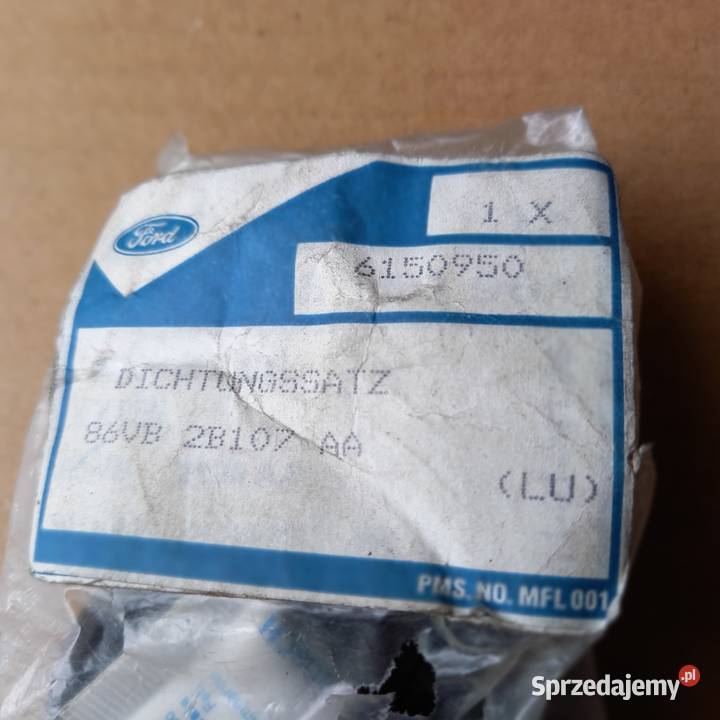 Ford
1 X
6150950
DICHTUNGSSATZ
86VB 2B107 AA
(LU)
PMS. NO. MFL 001
Sprzedajemy.pl